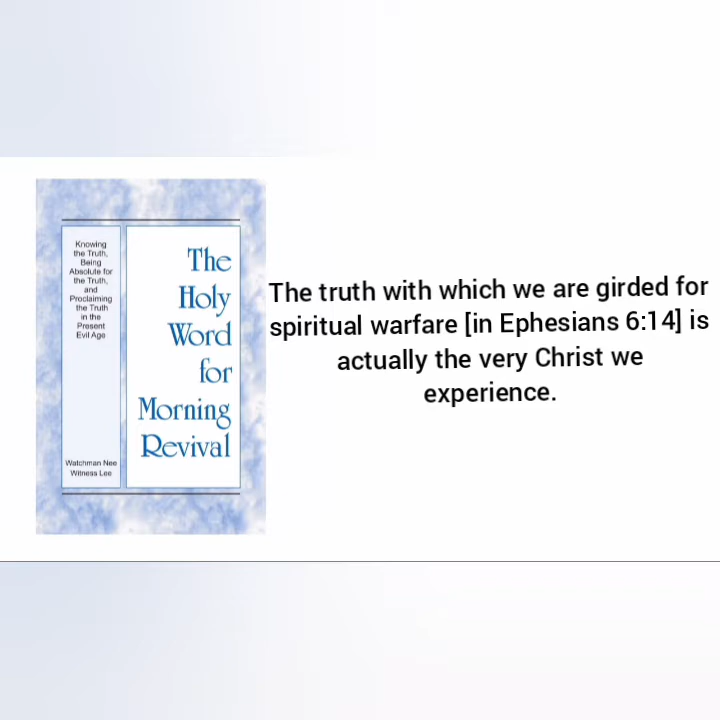 Knowing
the Truth,
Being
Absolute for
the Truth,
and
Proclaiming
the Truth
in the
Present
Evil Age
Watchman Nee
Witness Lee
The
Holy
Word
for
Morning
Revival
The truth with which we are girded for
spiritual warfare [in Ephesians 6:14] is
actually the very Christ we
experience.